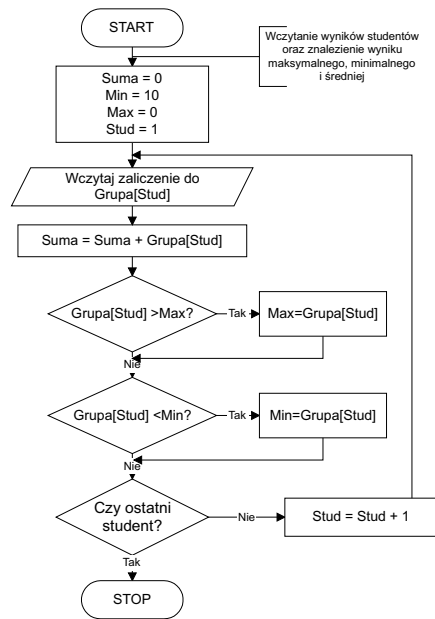 START
Wczytanie wyników studentów
oraz znalezienie wyniku
maksymalnego, minimalnego
i średniej
Suma = 0
Min = 10
Max = 0
Stud = 1
Wczytaj zaliczenie do
Grupa[Stud]
Suma = Suma + Grupa[Stud]
Grupa[Stud] >Max?
Tak
Max=Grupa[Stud]
Nie
Grupa[Stud] <Min?
Tak
Min=Grupa[Stud]
Nie
Czy ostatni
student?
Nie
Stud = Stud + 1
Tak
STOP